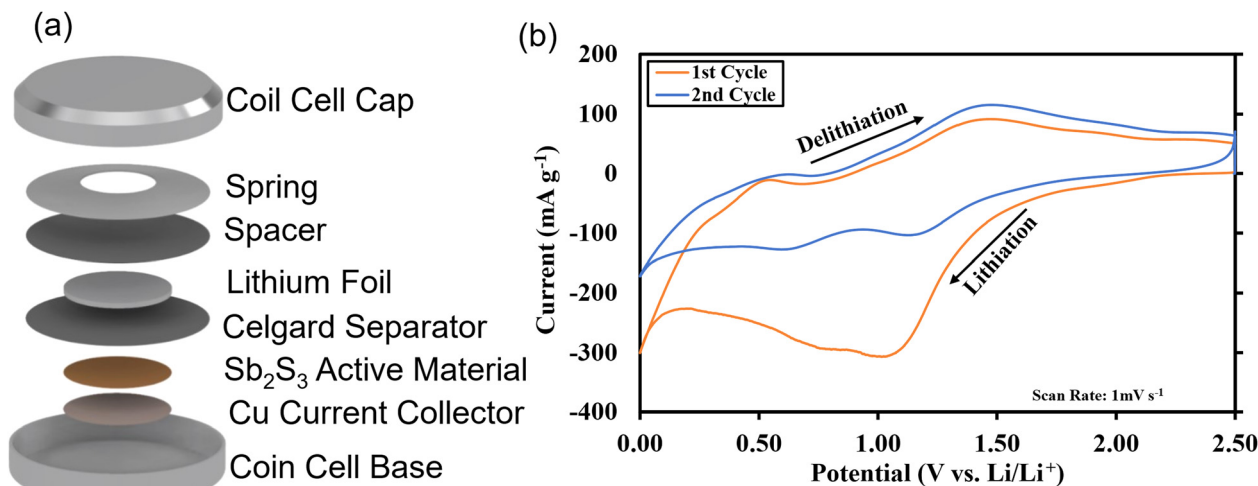 (a)
Coil Cell Cap
Spring
Spacer
Lithium Foil
Celgard Separator
Sb₂S₃ Active Material
Cu Current Collector
Coin Cell Base
(b)
200
100
0
-100
-200
-300
-400
Current (mA g⁻¹)
1st Cycle
2nd Cycle
Delithiation
Lithiation
Scan Rate: 1mV s⁻¹
0.00 0.50 1.00 1.50 2.00 2.50
Potential (V vs. Li/Li⁺)